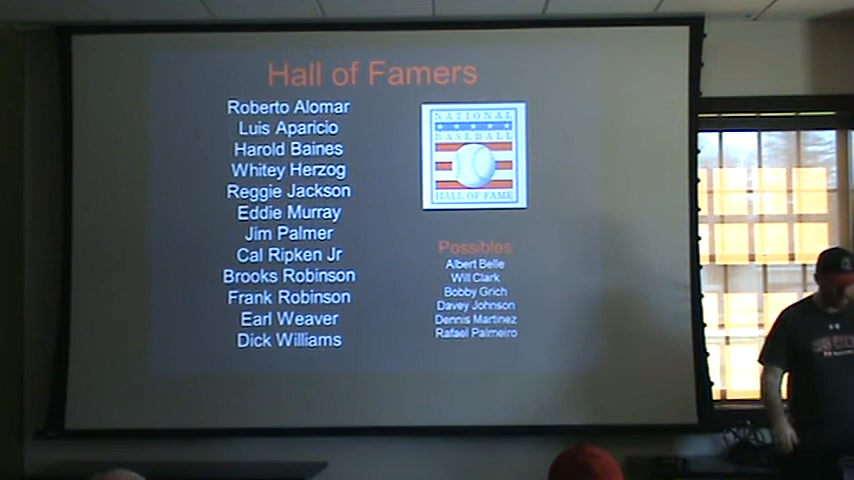 Hall of Famers
Roberto Alomar
Luis Aparicio
Harold Baines
Whitey Herzog
Reggie Jackson
Eddie Murray
Jim Palmer
Cal Ripken Jr
Brooks Robinson
Frank Robinson
Earl Weaver
Dick Williams
NATIONAL
BASEBALL
HALL OF FAME
Possibles
Albert Belle
Will Clark
Bobby Grich
Davey Johnson
Dennis Martinez
Rafael Palmeiro